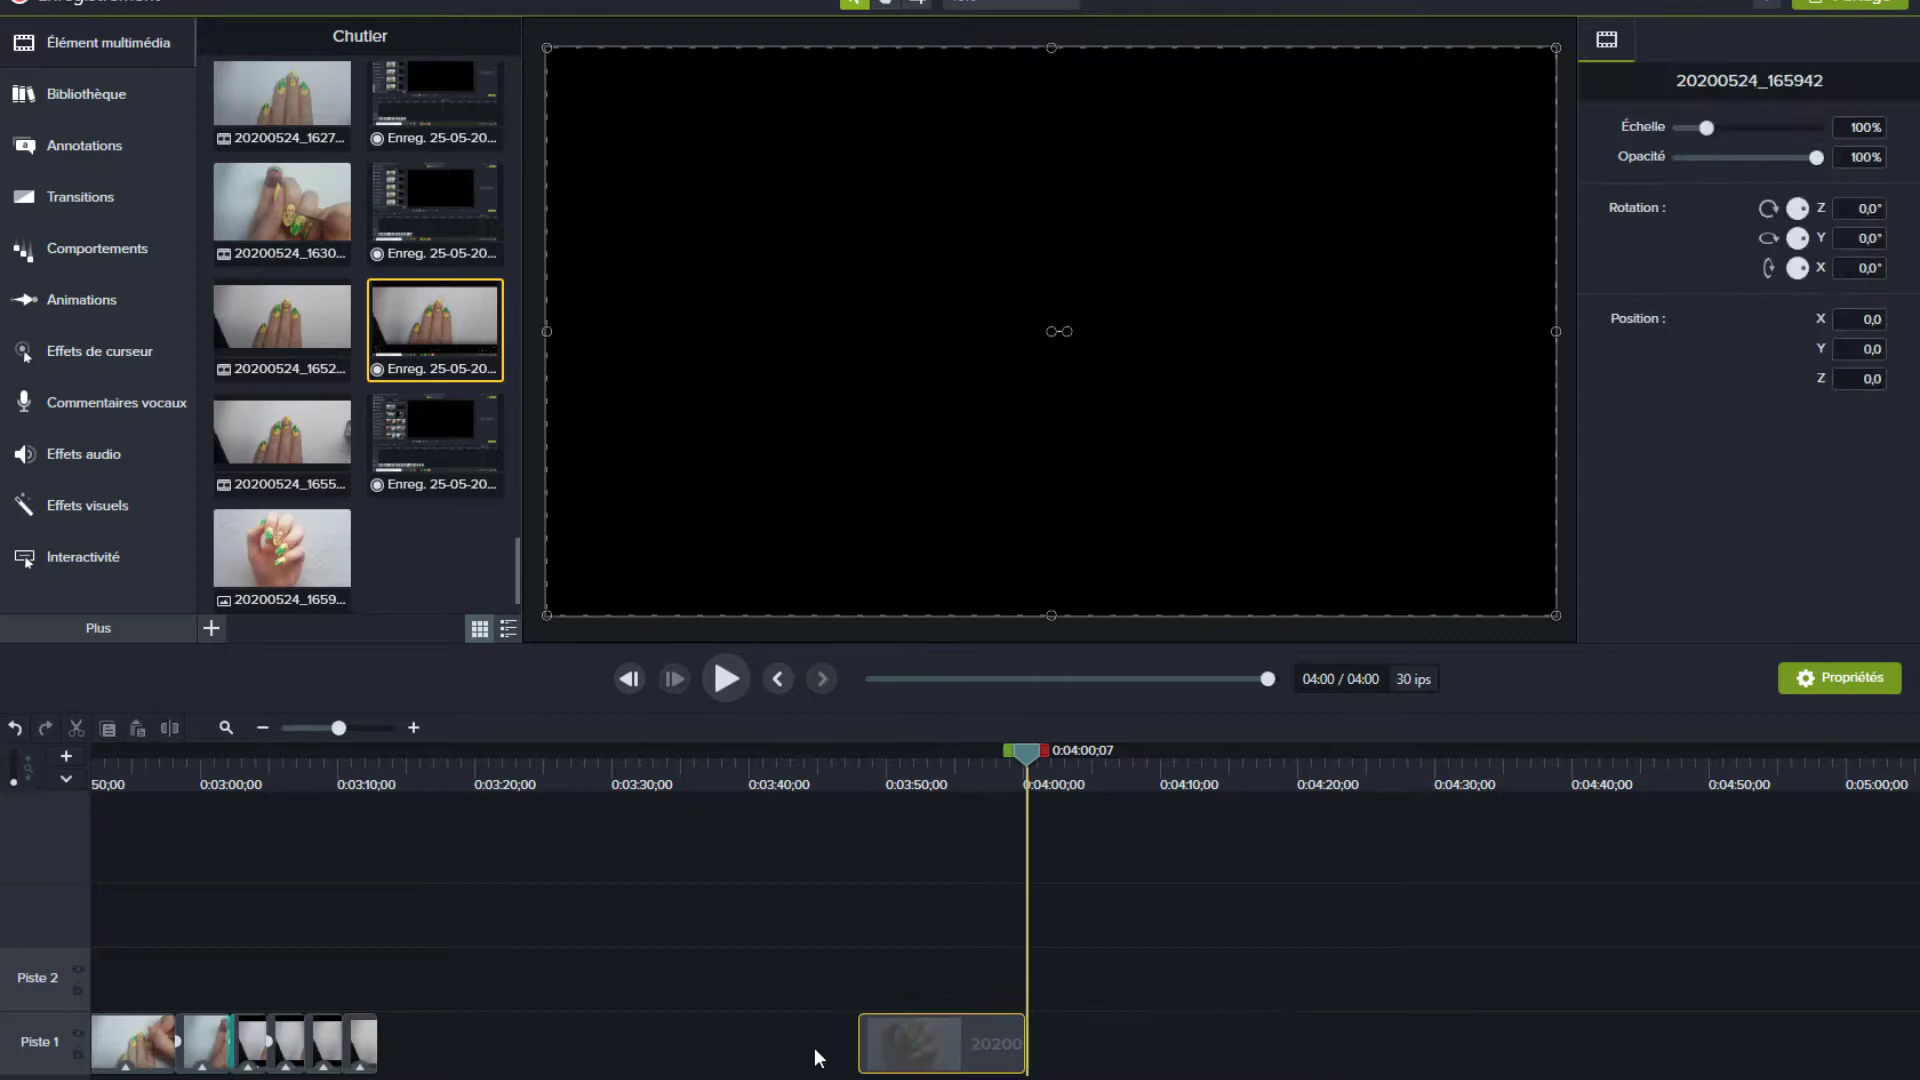 Enregistrement
Élément multimédia
Bibliothèque
Annotations
Transitions
Comportements
Animations
Effets de curseur
Commentaires vocaux
Effets audio
Effets visuels
Interactivité
Plus
Chutier
20200524_1627...
Enreg. 25-05-20...
20200524_1630...
Enreg. 25-05-20...
20200524_1652...
Enreg. 25-05-20...
20200524_1655...
Enreg. 25-05-20...
20200524_1659...
20200524_165942
Échelle 100%
Opacité 100%
Rotation : Z 0,0°
Y 0,0°
X 0,0°
Position : X 0,0
Y 0,0
Z 0,0
04:00 / 04:00 30 ips
Propriétés
0:04:00;07
50;00 0:03:00;00 0:03:10;00 0:03:20;00 0:03:30;00 0:03:40;00 0:03:50;00 0:04:00;00 0:04:10;00 0:04:20;00 0:04:30;00 0:04:40;00 0:04:50;00 0:05:00;00
Piste 2
Piste 1
20200